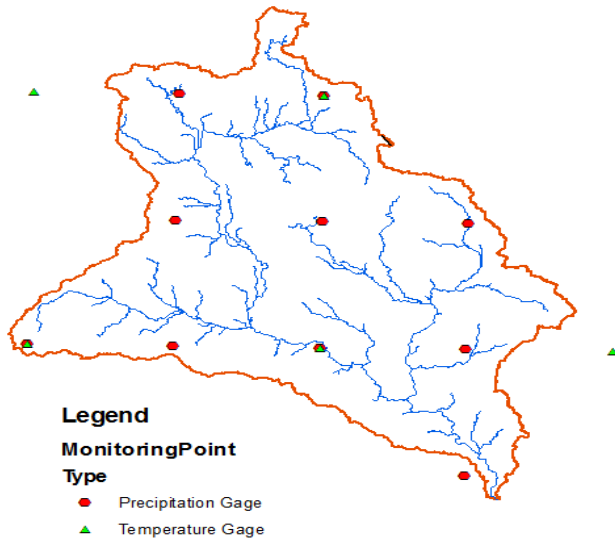 Legend
MonitoringPoint
Type
Precipitation Gage
Temperature Gage